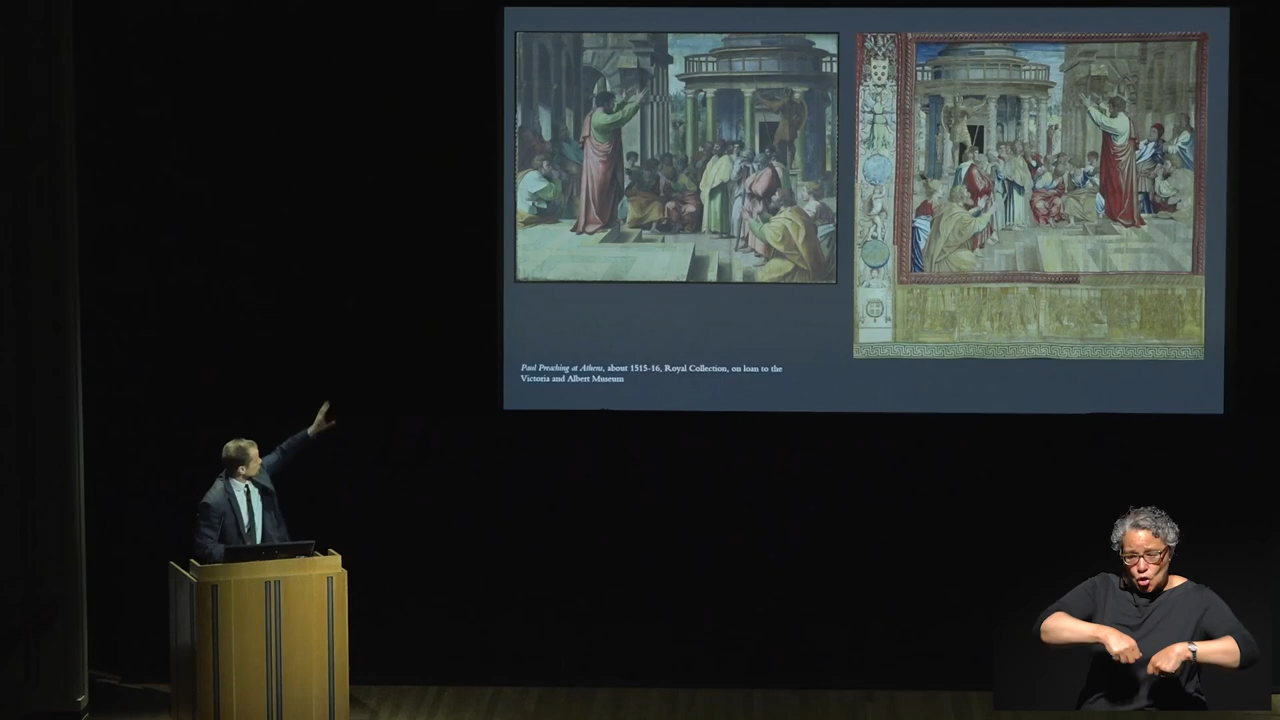 Paul Preaching at Athens, about 1515-16, Royal Collection, on loan to the
Victoria and Albert Museum